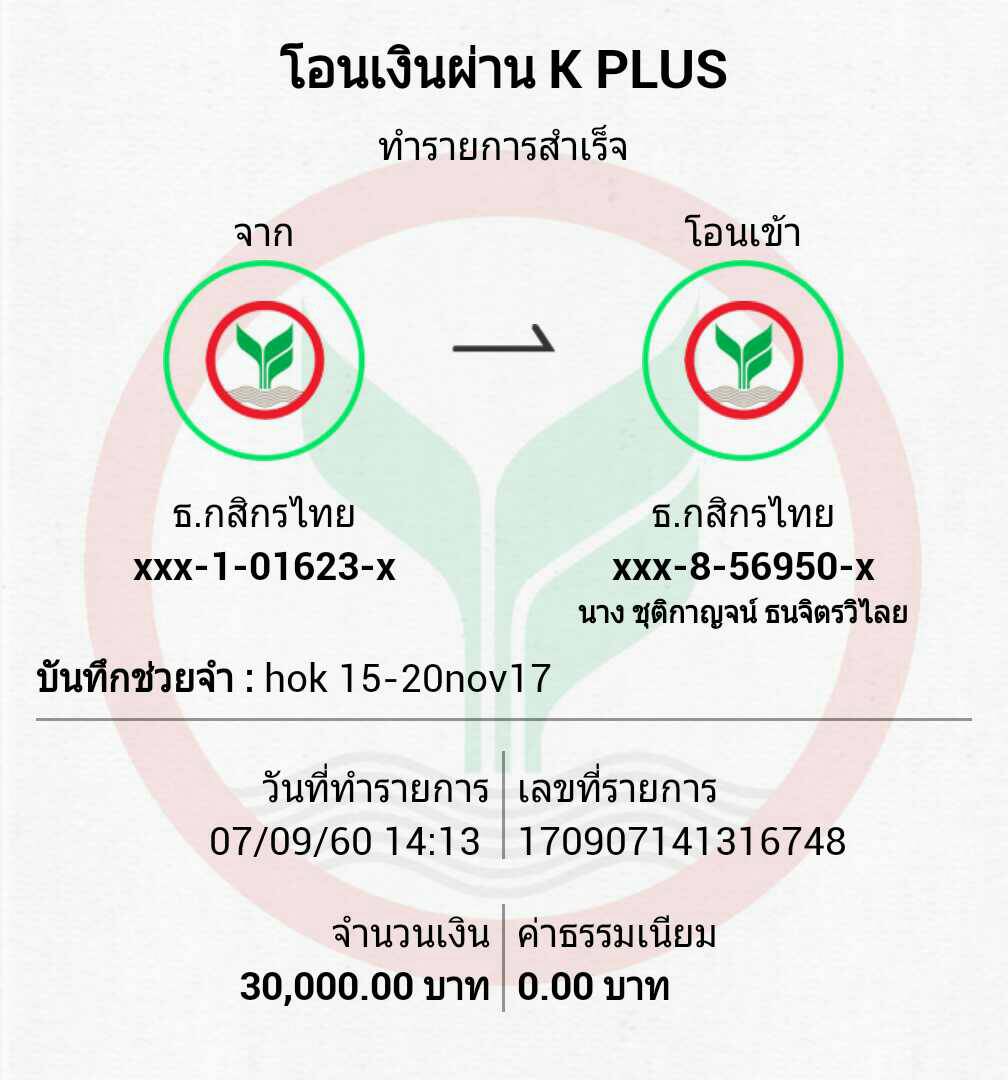 โอนเงินผ่าน K PLUS
ทำรายการสำเร็จ
จาก
โอนเข้า
ธ.กสิกรไทย
xxx-1-01623-x
ธ.กสิกรไทย
xxx-8-56950-x
นาง ชุติกาญจน์ ธนจิตรวิไลย
บันทึกช่วยจำ : hok 15-20nov17
วันที่ทำรายการ
07/09/60 14:13
เลขที่รายการ
170907141316748
จำนวนเงิน
30,000.00 บาท
ค่าธรรมเนียม
0.00 บาท